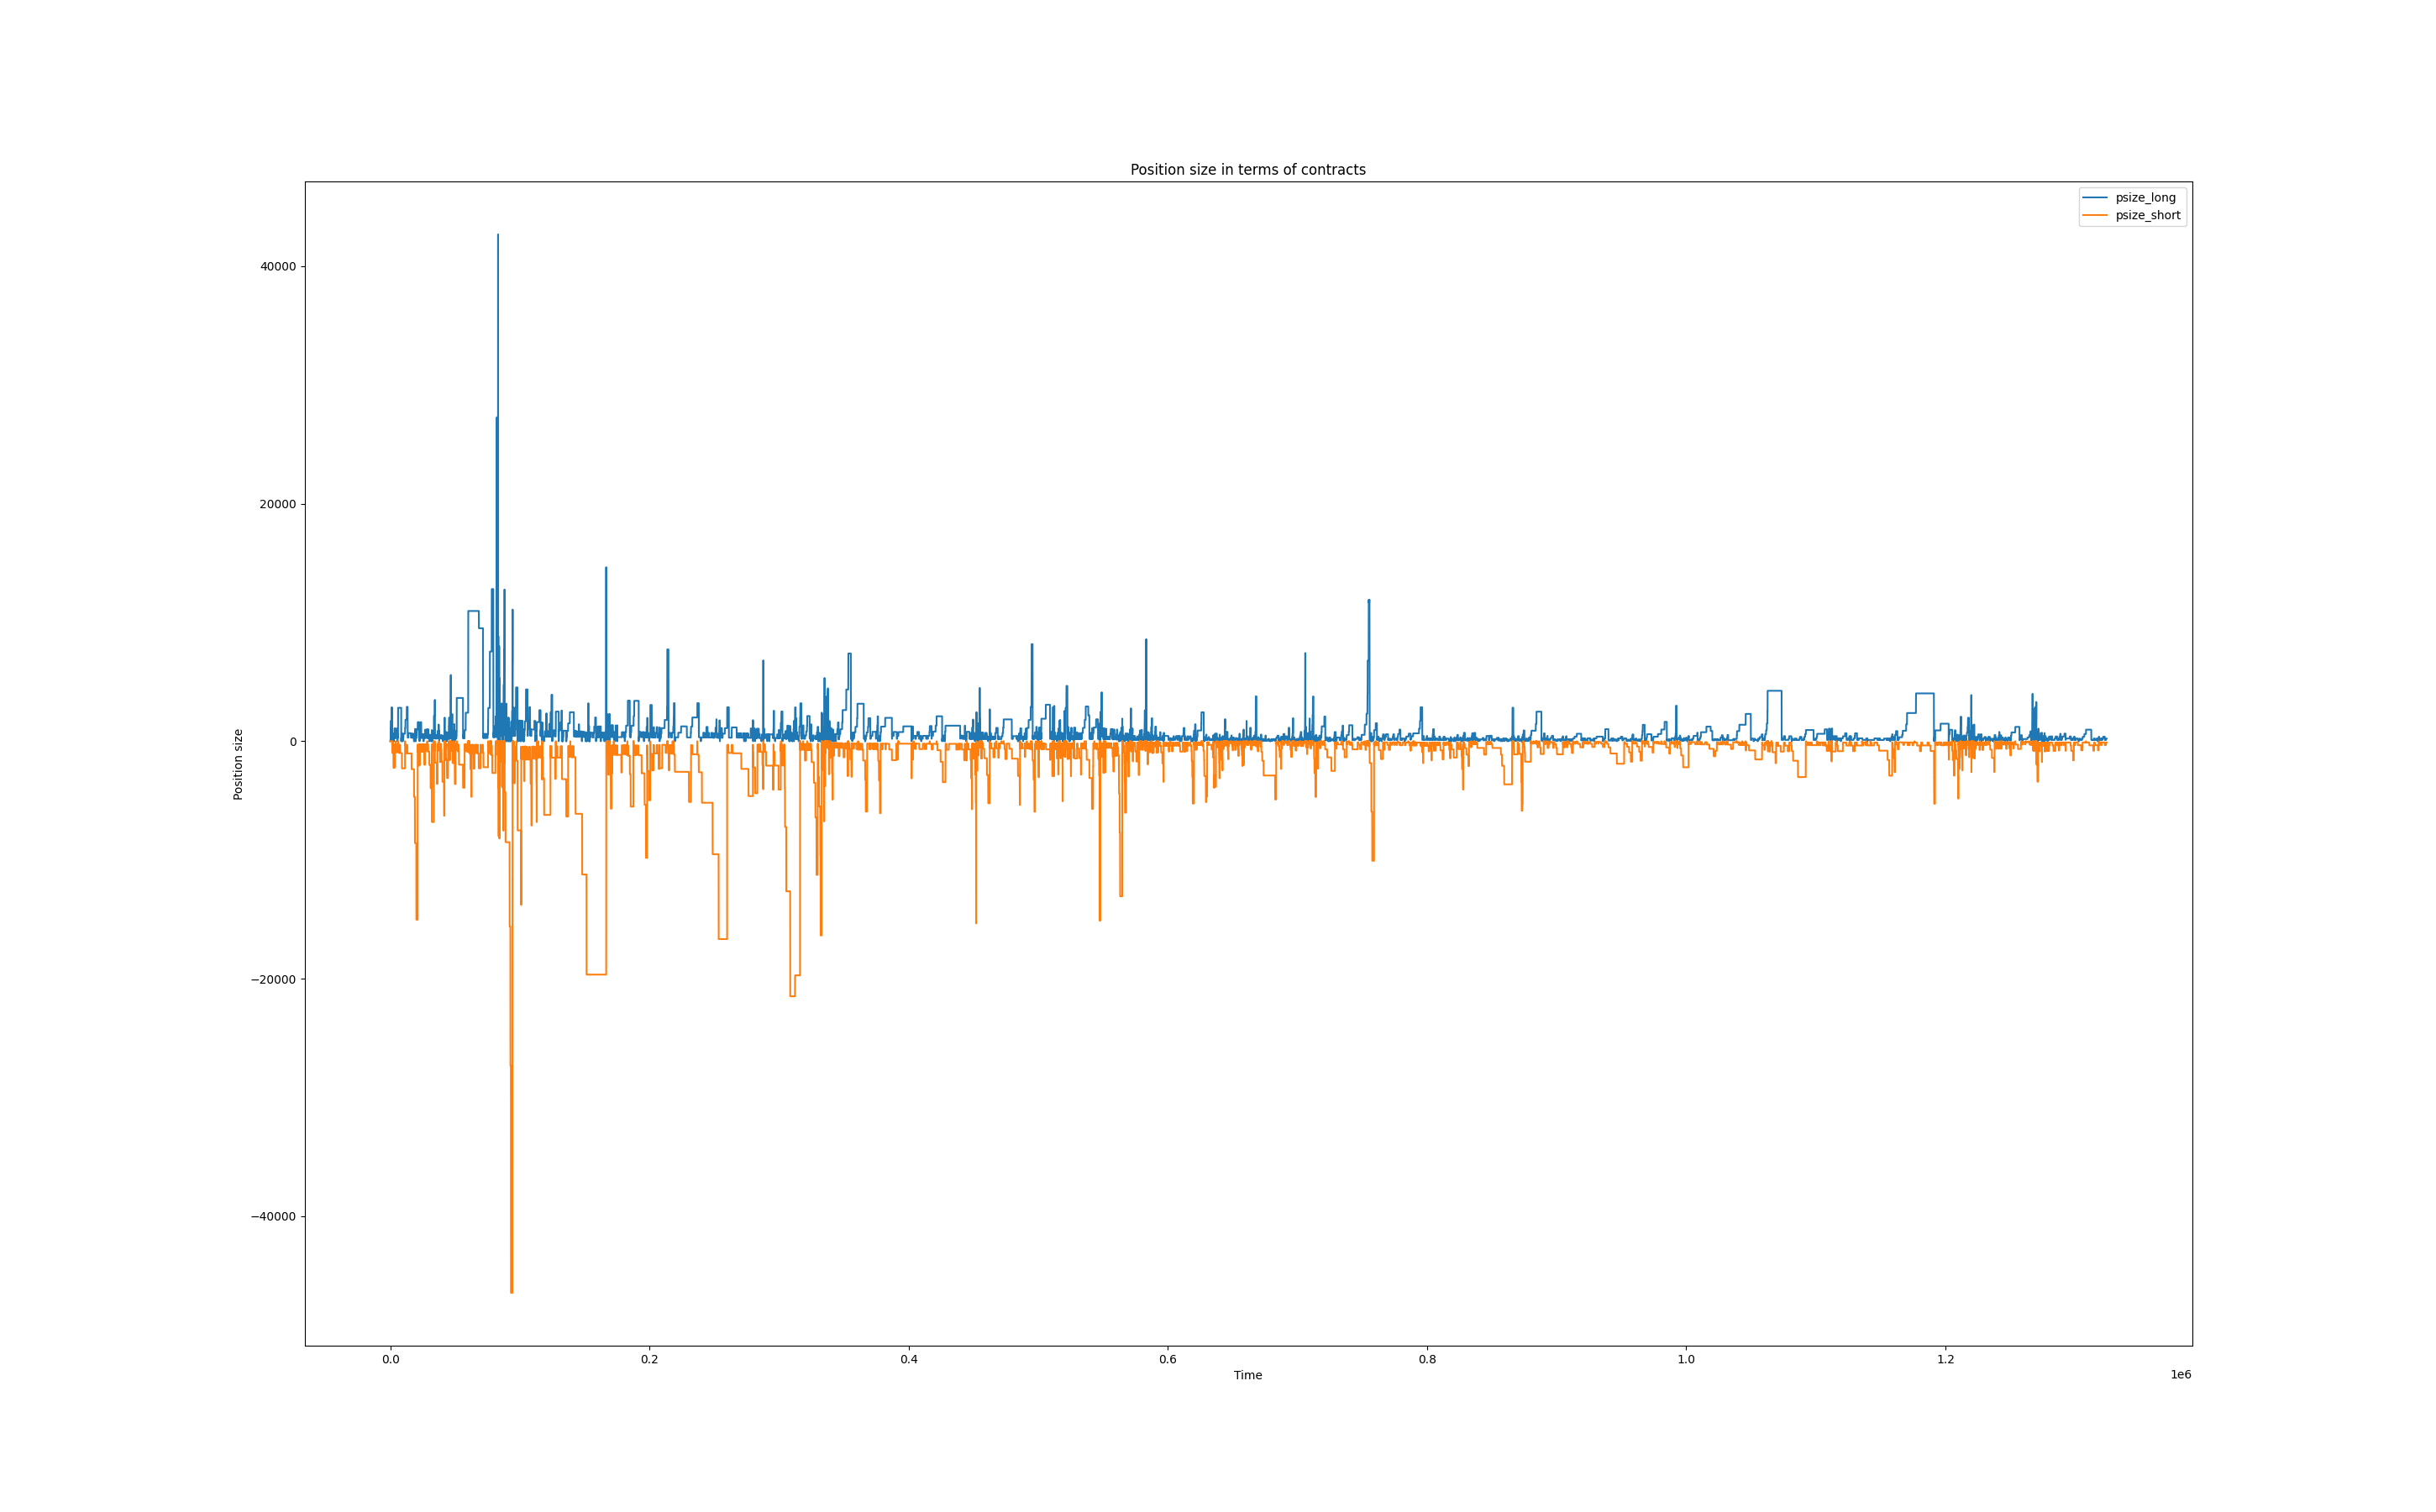 Position size in terms of contracts
psize_long
psize_short
40000
20000
0
−20000
−40000
Position size
0.0 0.2 0.4 0.6 0.8 1.0 1.2
Time
1e6